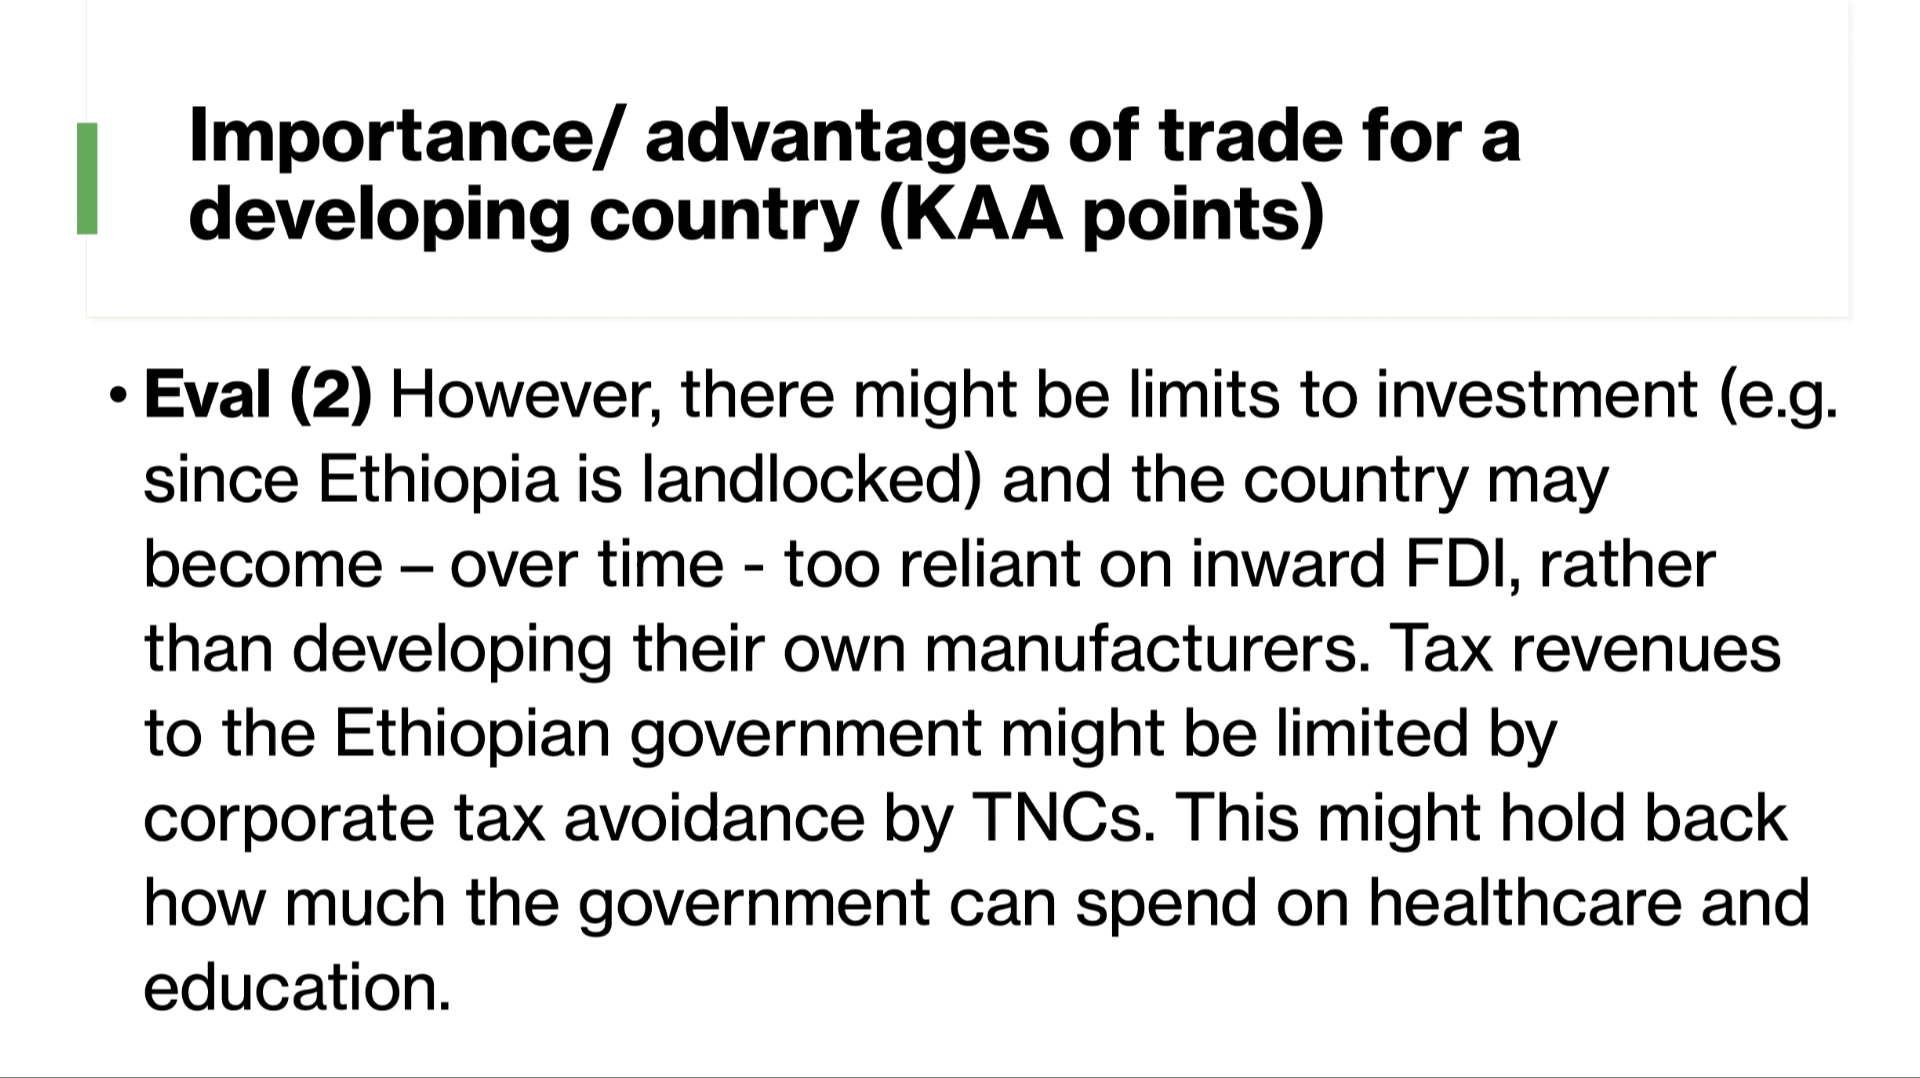 Importance/ advantages of trade for a
developing country (KAA points)
• Eval (2) However, there might be limits to investment (e.g.
since Ethiopia is landlocked) and the country may
become – over time - too reliant on inward FDI, rather
than developing their own manufacturers. Tax revenues
to the Ethiopian government might be limited by
corporate tax avoidance by TNCs. This might hold back
how much the government can spend on healthcare and
education.